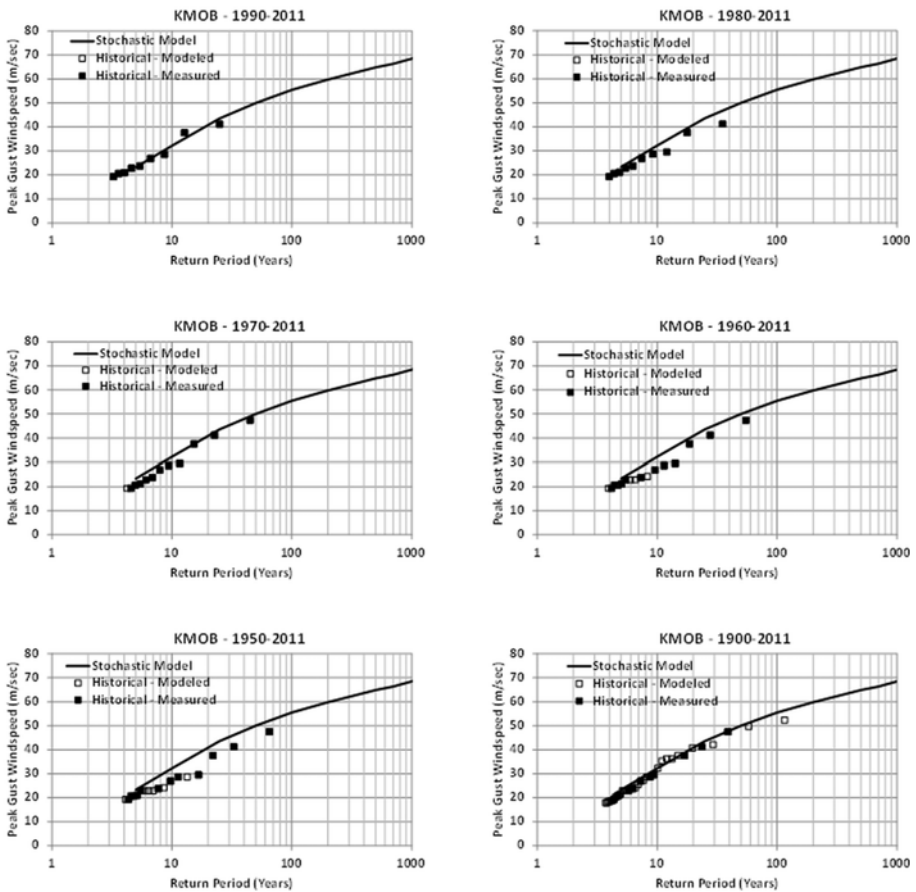 KMOB - 1990-2011
80
70
60
50
40
30
20
10
0
Peak Gust Windspeed (m/sec)
Stochastic Model
Historical - Modeled
Historical - Measured
1 10 100 1000
Return Period (Years)
KMOB - 1980-2011
80
70
60
50
40
30
20
10
0
Peak Gust Windspeed (m/sec)
Stochastic Model
Historical - Modeled
Historical - Measured
1 10 100 1000
Return Period (Years)
KMOB - 1970-2011
80
70
60
50
40
30
20
10
0
Peak Gust Windspeed (m/sec)
Stochastic Model
Historical - Modeled
Historical - Measured
1 10 100 1000
Return Period (Years)
KMOB - 1960-2011
80
70
60
50
40
30
20
10
0
Peak Gust Windspeed (m/sec)
Stochastic Model
Historical - Modeled
Historical - Measured
1 10 100 1000
Return Period (Years)
KMOB - 1950-2011
80
70
60
50
40
30
20
10
0
Peak Gust Windspeed (m/sec)
Stochastic Model
Historical - Modeled
Historical - Measured
1 10 100 1000
Return Period (Years)
KMOB - 1900-2011
80
70
60
50
40
30
20
10
0
Peak Gust Windspeed (m/sec)
Stochastic Model
Historical - Modeled
Historical - Measured
1 10 100 1000
Return Period (Years)